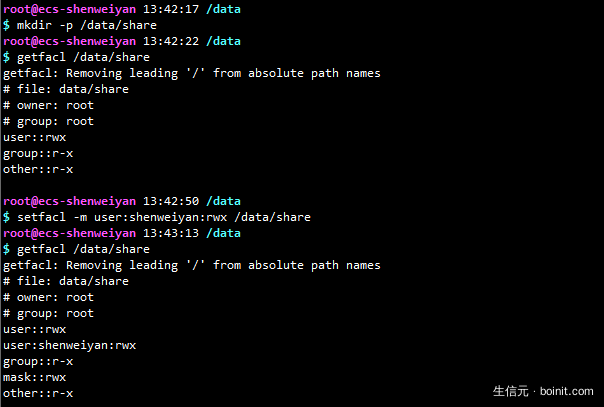 root@ecs-shenweiyan 13:42:17 /data
$ mkdir -p /data/share
root@ecs-shenweiyan 13:42:22 /data
$ getfacl /data/share
getfacl: Removing leading '/' from absolute path names
# file: data/share
# owner: root
# group: root
user::rwx
group::r-x
other::r-x
root@ecs-shenweiyan 13:42:50 /data
$ setfacl -m user:shenweiyan:rwx /data/share
root@ecs-shenweiyan 13:43:13 /data
$ getfacl /data/share
getfacl: Removing leading '/' from absolute path names
# file: data/share
# owner: root
# group: root
user::rwx
user:shenweiyan:rwx
group::r-x
mask::rwx
other::r-x
生信元 · boinit.com